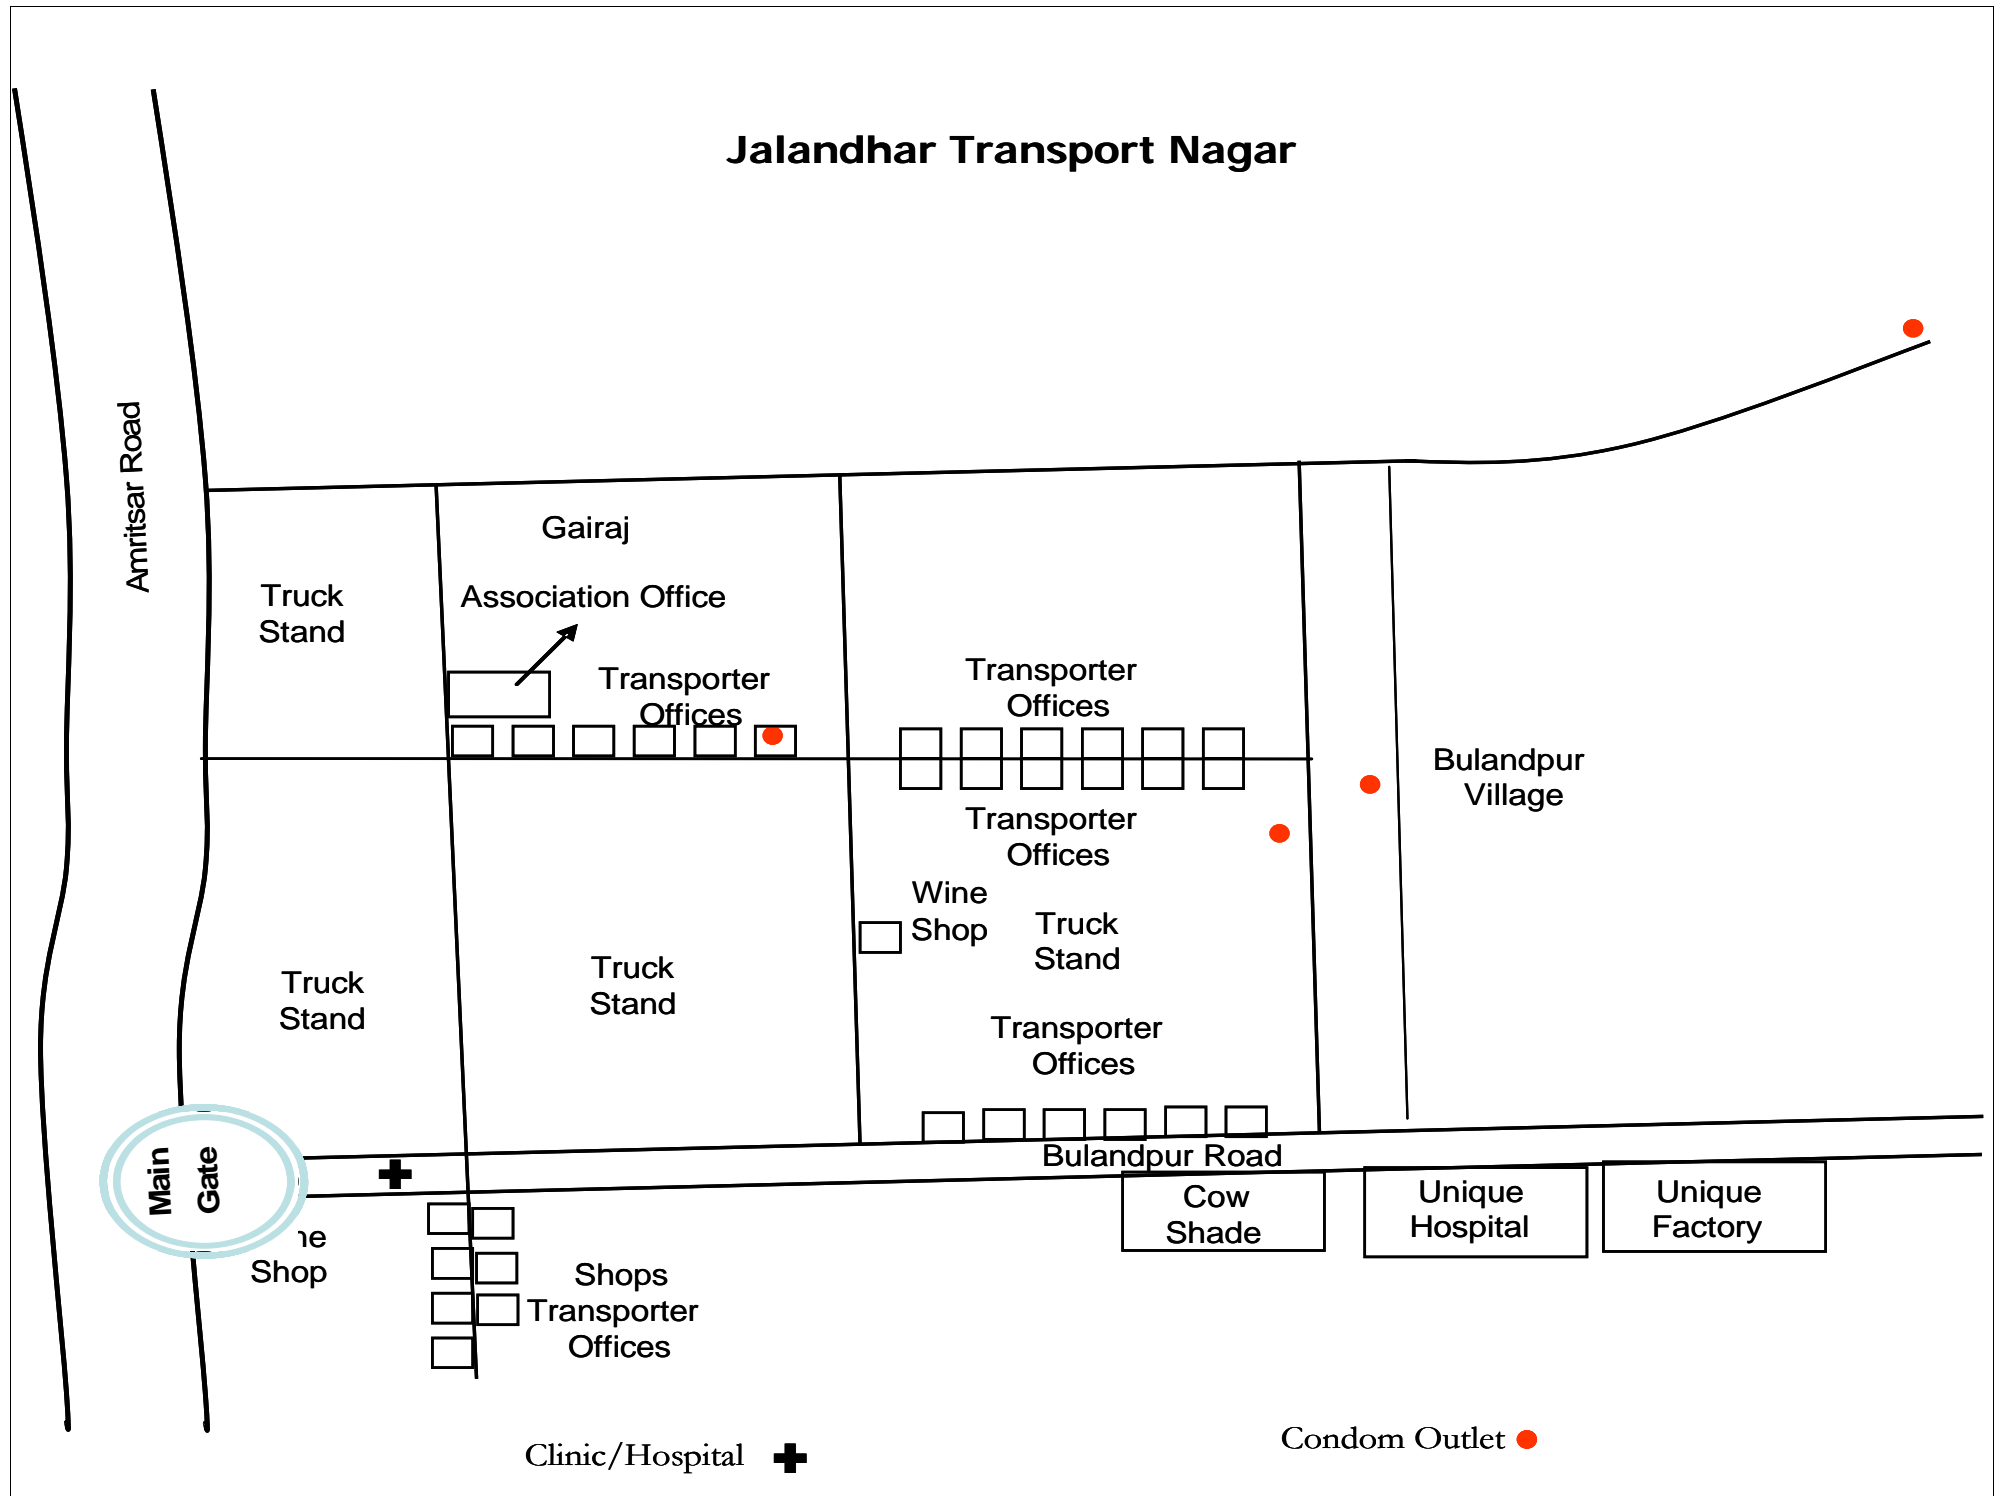 Jalandhar Transport Nagar
Amritsar Road
Gairaj
Truck
Stand
Association Office
Transporter
Offices
Transporter
Offices
Bulandpur
Village
Transporter
Offices
Wine
Shop
Truck
Stand
Truck
Stand
Truck
Stand
Transporter
Offices
Main
Gate
Bulandpur Road
Cow
Shade
Unique
Hospital
Unique
Factory
Shop
Shops
Transporter
Offices
Clinic/Hospital
Condom Outlet